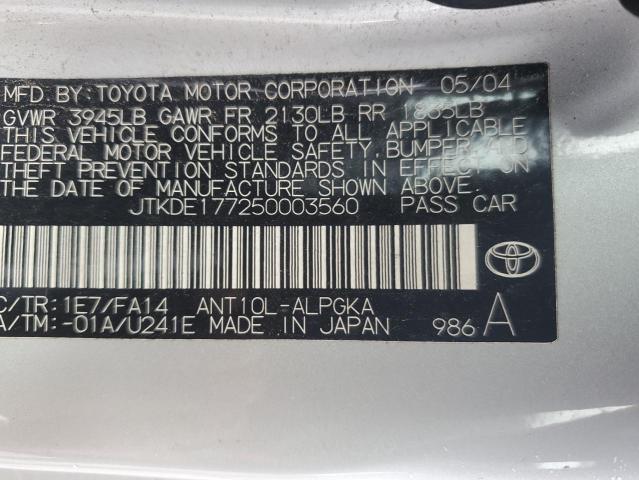 MFD BY: TOYOTA MOTOR CORPORATION 05/04
GVWR 3945LB GAWR FR 2130LB RR 1865LB
THIS VEHICLE CONFORMS TO ALL APPLICABLE
FEDERAL MOTOR VEHICLE SAFETY, BUMPER AND
THEFT PREVENTION STANDARDS IN EFFECT ON
THE DATE OF MANUFACTURE SHOWN ABOVE.
JTKDE177250003560 PASS CAR
C/TR: 1E7/FA14 ANT10L-ALPGKA
A/TM: -01A/U241E MADE IN JAPAN 986 A
TOYOTA